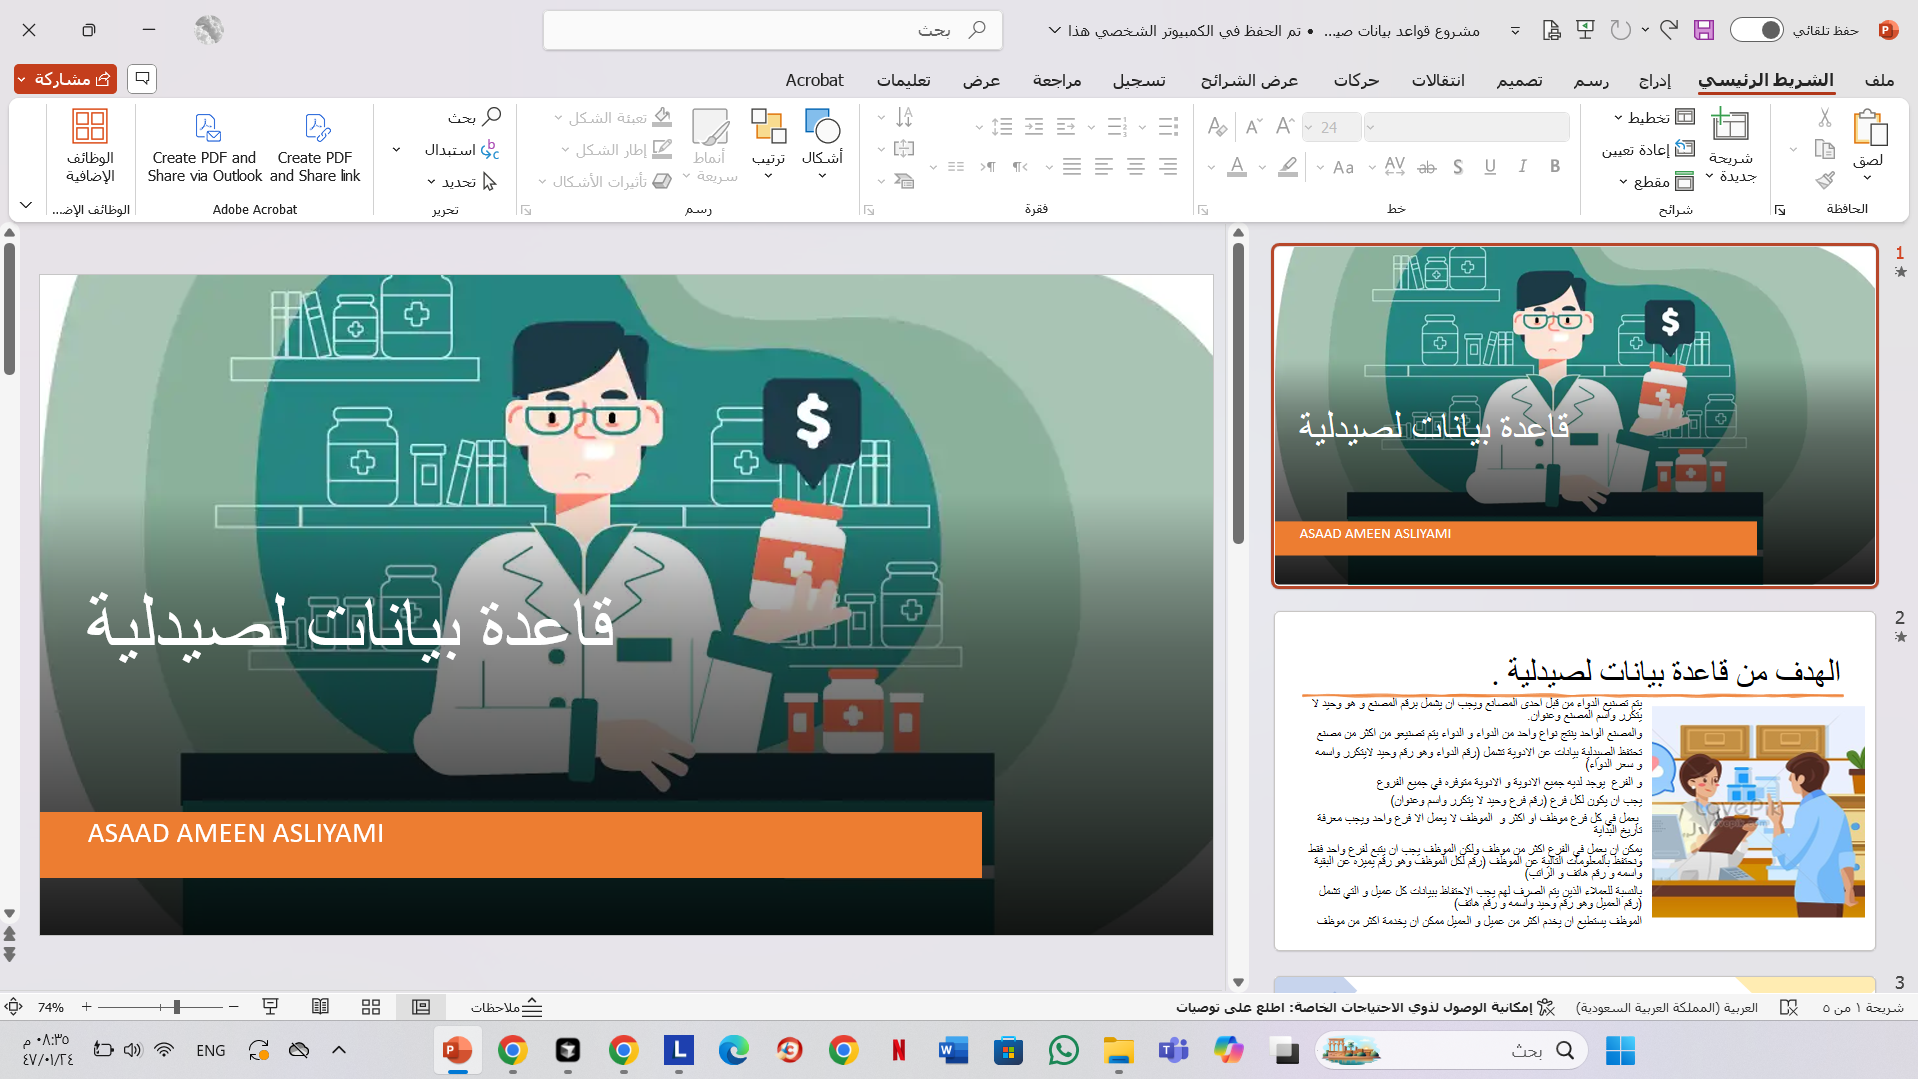 حفظ تلقائي
مشروع قواعد بيانات صيد... • تم الحفظ في الكمبيوتر الشخصي هذا
بحث
ملف
الشريط الرئيسي
إدراج
رسم
تصميم
انتقالات
حركات
عرض الشرائح
تسجيل
مراجعة
عرض
تعليمات
Acrobat
مشاركة
لصق
الحافظة
شريحة جديدة
تخطيط
إعادة تعيين
مقطع
شرائح
24
خط
فقرة
أشكال
ترتيب
أنماط سريعة
تعبئة الشكل
إطار الشكل
تأثيرات الأشكال
رسم
بحث
استبدال
تحديد
تحرير
Create PDF and Share link
Create PDF and Share via Outlook
Adobe Acrobat
الوظائف الإضافية
الوظائف الإض...
1
قاعدة بيانات لصيدلية
ASAAD AMEEN ASLIYAMI
2
الهدف من قاعدة بيانات لصيدلية .
يتم تصنيع الدواء من قبل احدى المصانع ويجب ان يشمل برقم المصنع و هو وحيد لا
يتكرر واسم المصنع وعنوان.
والمصنع الواحد ينتج نواع واحد من الدواء و الدواء يتم تصنيعو من اكثر من مصنع
تحتفظ الصيدلية بيانات عن الادوية تشمل (رقم الدواء وهو رقم وحيد لايتكرر واسمه
و سعر الدواء)
و الفرع يوجد لديه جميع الادوية و الادوية متوفره في جميع الفروع
يجب ان يكون لكل فرع (رقم فرع وحيد لا يتكرر واسم وعنوان)
يعمل في كل فرع موظف او اكثر و الموظف لا يعمل الا فرع واحد ويجب معرفة
تاريخ البداية
يمكن ان يعمل في الفرع اكثر من موظف ولكن الموظف يجب ان يتبع لفرع واحد فقط
ونحتفظ بالمعلومات التالية عن الموظف (رقم لكل الموظف وهو رقم يميزه عن البقية
واسمه و رقم هاتف و الراتب)
بالنسبة للعملاء الذين يتم الصرف لهم يجب الاحتفاظ ببيانات كل عميل و التي تشمل
(رقم العميل وهو رقم وحيد واسمه و رقم هاتف)
الموظف يستطيع ان يخدم اكثر من عميل و العميل ممكن ان يخدمة اكثر من موظف
3
قاعدة بيانات لصيدلية
ASAAD AMEEN ASLIYAMI
شريحة ١ من ٥
العربية (المملكة العربية السعودية)
إمكانية الوصول لذوي الاحتياجات الخاصة: اطلع على توصيات
ملاحظات
74%
بحث
ENG
٠٨:٣٥ م
٤٧/٠١/٢٤